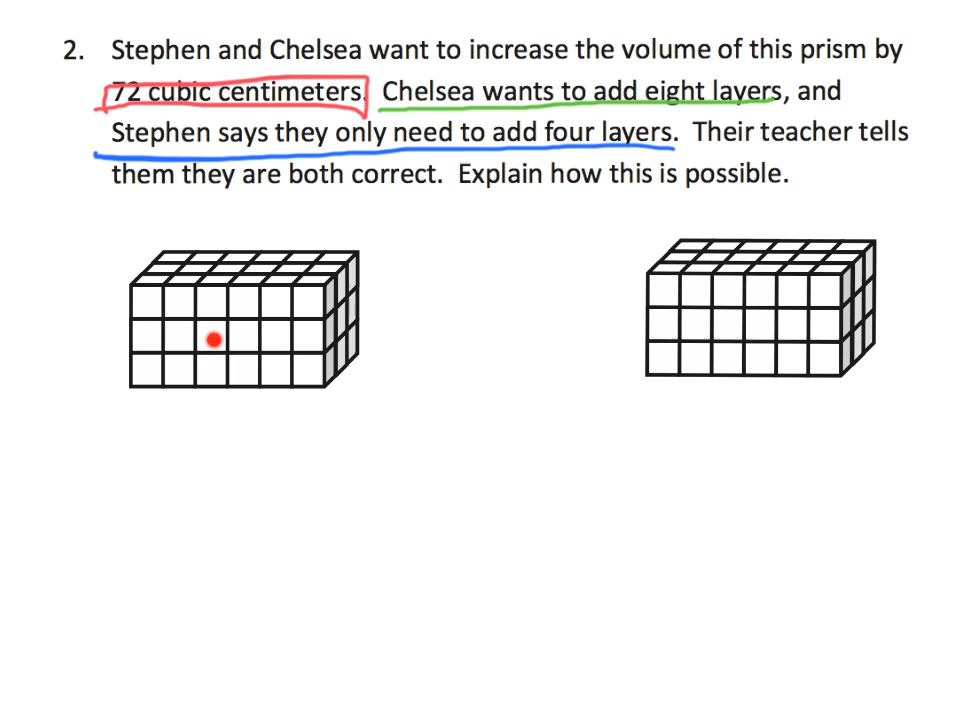 2. Stephen and Chelsea want to increase the volume of this prism by
72 cubic centimeters. Chelsea wants to add eight layers, and
Stephen says they only need to add four layers. Their teacher tells
them they are both correct. Explain how this is possible.